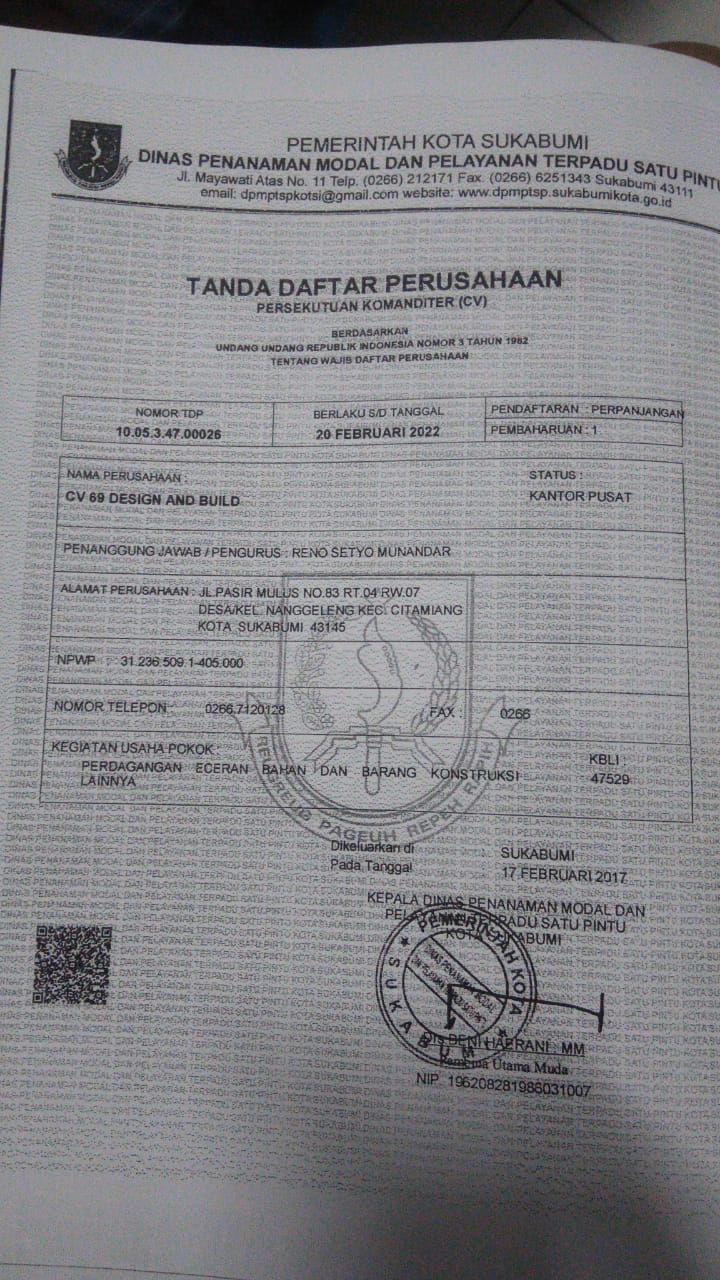 PEMERINTAH KOTA SUKABUMI
DINAS PENANAMAN MODAL DAN PELAYANAN TERPADU SATU PINTU
Jl. Mayawati Atas No. 11 Telp. (0266) 212171 Fax. (0266) 6251343 Sukabumi 43111
email: dpmptspkotsi@gmail.com website: www.dpmptsp.sukabumikota.go.id
TANDA DAFTAR PERUSAHAAN
PERSEKUTUAN KOMANDITER (CV)
BERDASARKAN
UNDANG UNDANG REPUBLIK INDONESIA NOMOR 3 TAHUN 1982
TENTANG WAJIB DAFTAR PERUSAHAAN
NOMOR TDP
10.05.3.47.00026
BERLAKU S/D TANGGAL
20 FEBRUARI 2022
PENDAFTARAN : PERPANJANGAN
PEMBAHARUAN : 1
NAMA PERUSAHAAN :
CV 69 DESIGN AND BUILD
STATUS :
KANTOR PUSAT
PENANGGUNG JAWAB / PENGURUS : RENO SETYO MUNANDAR
ALAMAT PERUSAHAAN : JL.PASIR MULUS NO.83 RT.04 RW.07
DESA/KEL. NANGGELENG KEC. CITAMIANG
KOTA SUKABUMI 43145
NPWP : 31.236.509.1-405.000
NOMOR TELEPON : 0266.7120128 FAX : 0266
KEGIATAN USAHA POKOK :
PERDAGANGAN ECERAN BAHAN DAN BARANG KONSTRUKSI
LAINNYA
KBLI :
47529
REUGREUG PAGEUH REPEH RAPIH
Dikeluarkan di : SUKABUMI
Pada Tanggal : 17 FEBRUARI 2017
KEPALA DINAS PENANAMAN MODAL DAN
PELAYANAN TERPADU SATU PINTU
KOTA SUKABUMI
PEMERINTAH KOTA
SUKABUMI
DRS BENI HAERANI . MM
Pembina Utama Muda
NIP. 196208281986031007